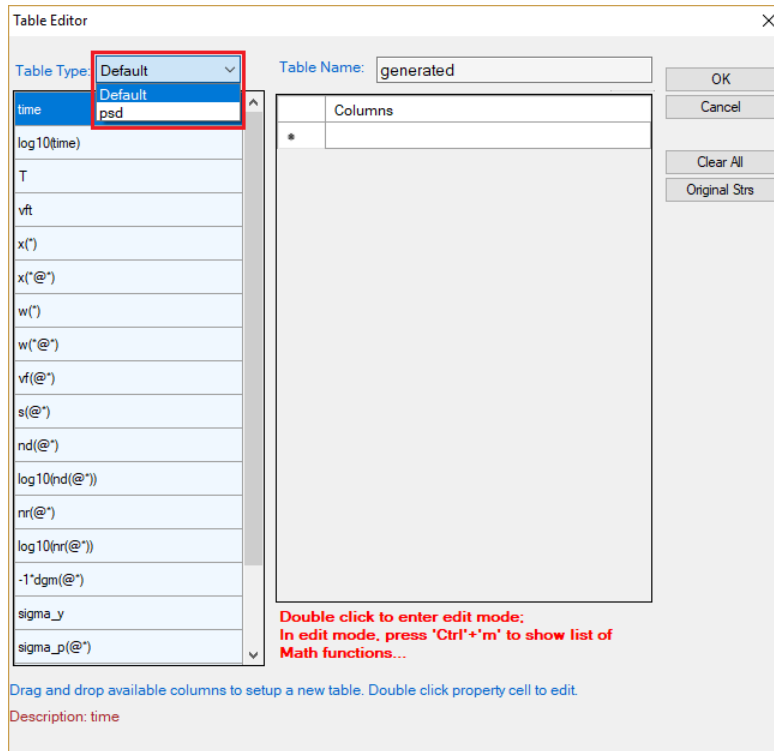 Table Editor
Table Type: Default
Default
psd
Table Name: generated
OK
Cancel
Clear All
Original Strs
time
log10(time)
T
vft
x(*)
x(*@*)
w(*)
w(*@*)
vf(@*)
s(@*)
nd(@*)
log10(nd(@*))
nr(@*)
log10(nr(@*))
-1*dgm(@*)
sigma_y
sigma_p(@*)
Columns
*
Double click to enter edit mode;
In edit mode, press 'Ctrl'+'m' to show list of
Math functions...
Drag and drop available columns to setup a new table. Double click property cell to edit.
Description: time